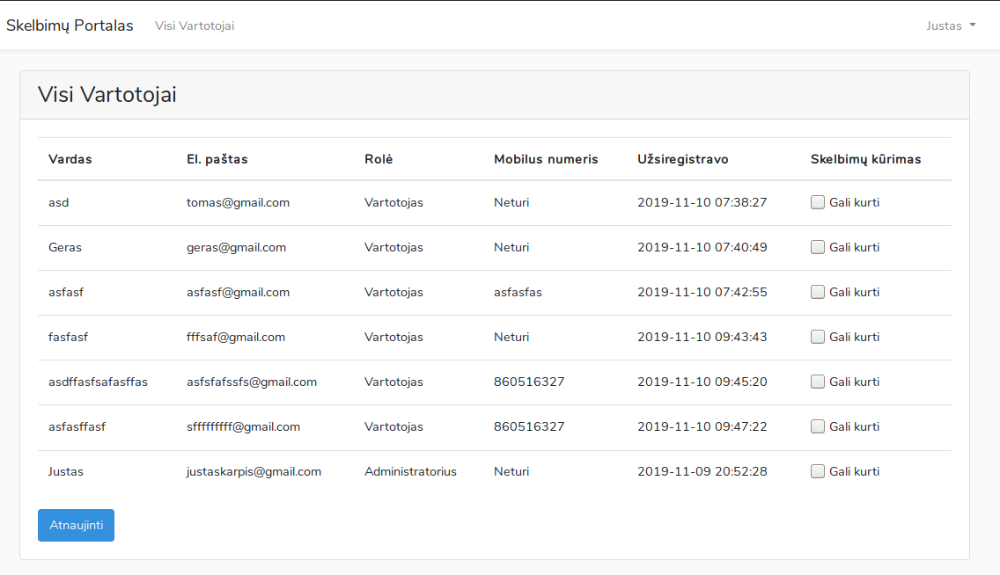 Skelbimų Portalas Visi Vartotojai Justas
Visi Vartotojai
Vardas El. paštas Rolė Mobilus numeris Užsiregistravo Skelbimų kūrimas
asd tomas@gmail.com Vartotojas Neturi 2019-11-10 07:38:27 Gali kurti
Geras geras@gmail.com Vartotojas Neturi 2019-11-10 07:40:49 Gali kurti
asfasf asfasf@gmail.com Vartotojas asfasfas 2019-11-10 07:42:55 Gali kurti
fasfasf fffsaf@gmail.com Vartotojas Neturi 2019-11-10 09:43:43 Gali kurti
asdffasfsafasffas asfsfafssfs@gmail.com Vartotojas 860516327 2019-11-10 09:45:20 Gali kurti
asfasffasf sfffffffff@gmail.com Vartotojas 860516327 2019-11-10 09:47:22 Gali kurti
Justas justaskarpis@gmail.com Administratorius Neturi 2019-11-09 20:52:28 Gali kurti
Atnaujinti